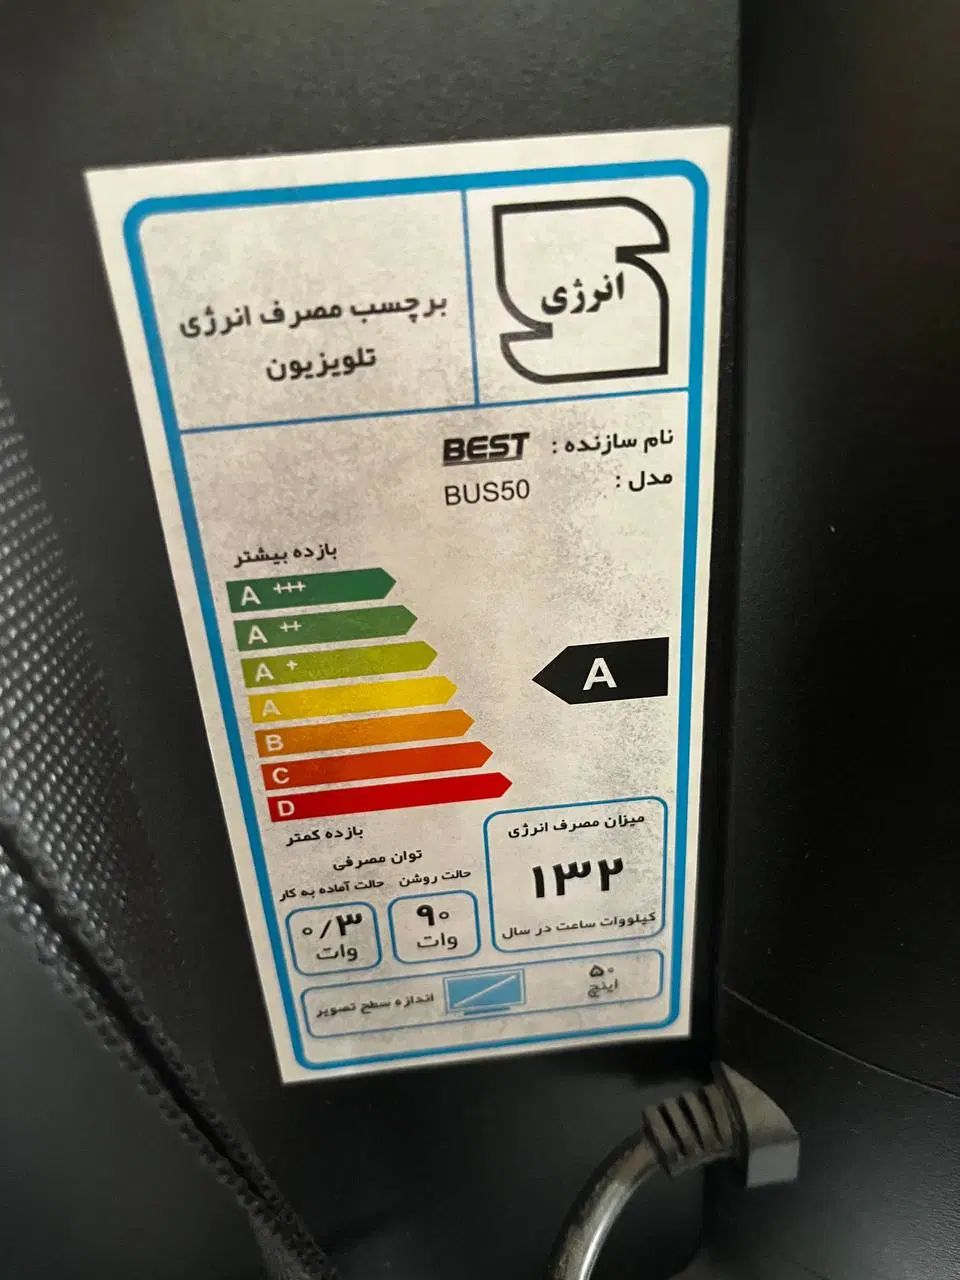 انرژی
برچسب مصرف انرژی
تلویزیون
نام سازنده : BEST
مدل : BUS50
بازده بیشتر
A +++
A ++
A +
A
B
C
D
A
بازده کمتر
توان مصرفی
حالت روشن
۹۰
وات
حالت آماده به کار
۰/۳
وات
میزان مصرف انرژی
۱۳۲
کیلووات ساعت در سال
۵۰
اینچ
اندازه سطح تصویر